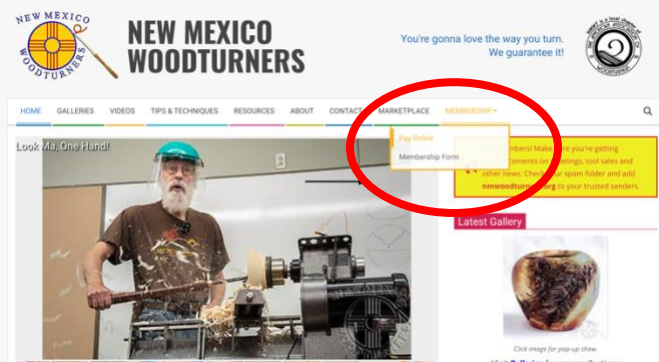 NEW MEXICO
WOODTURNERS
NEW MEXICO
WOODTURNERS
You're gonna love the way you turn.
We guarantee it!
HOME GALLERIES VIDEOS TIPS & TECHNIQUES RESOURCES ABOUT CONTACT MARKETPLACE MEMBERSHIP
Pay Online
Membership Form
Look Ma, One Hand!
mbers! Make sure you're getting
cements on meetings, tool sales and
other news. Check your spam folder and add
nmwoodturners.org to your trusted senders.
Latest Gallery
Click image for pop-up show